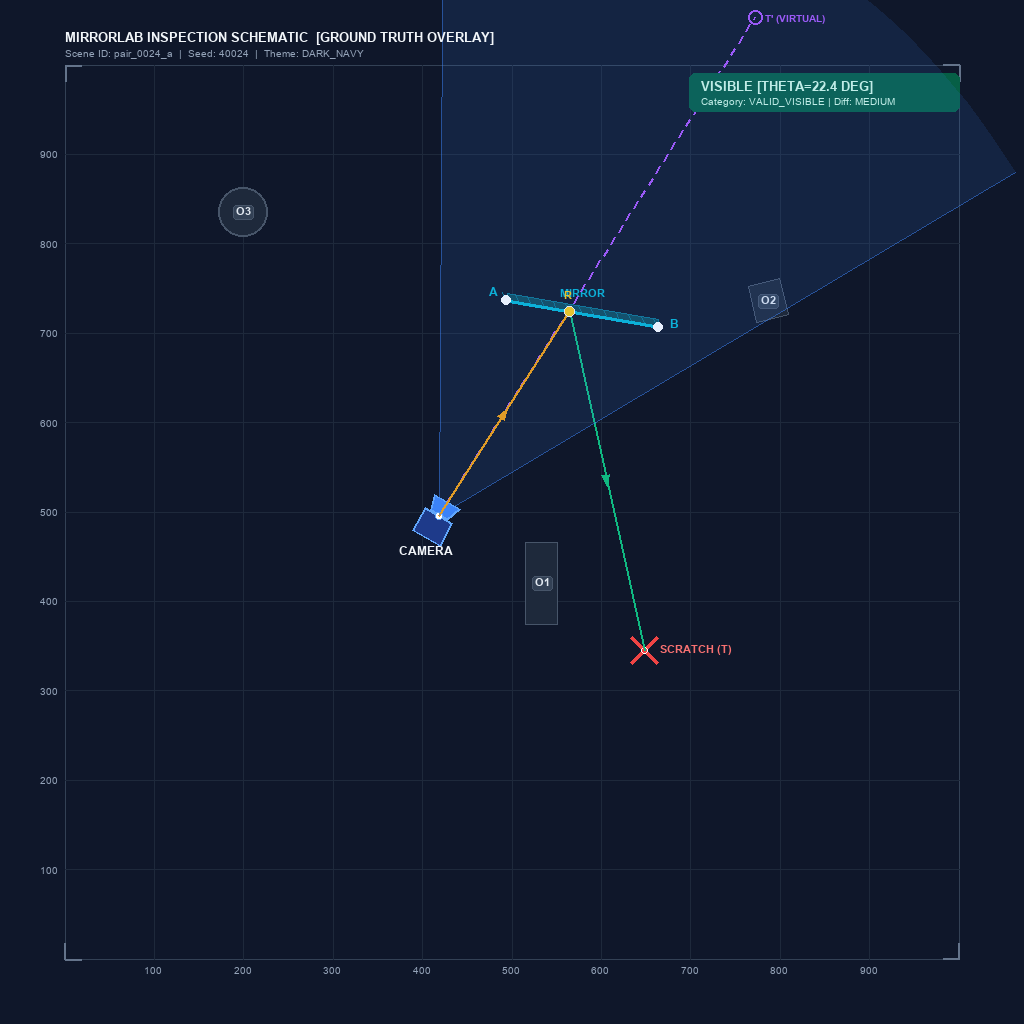 T' (VIRTUAL)
MIRRORLAB INSPECTION SCHEMATIC [GROUND TRUTH OVERLAY]
Scene ID: pair_0024_a | Seed: 40024 | Theme: DARK_NAVY
VISIBLE [THETA=22.4 DEG]
Category: VALID_VISIBLE | Diff: MEDIUM
900
O3
800
A
MIRROR
R
O2
B
700
600
500
CAMERA
O1
400
SCRATCH (T)
300
200
100
100 200 300 400 500 600 700 800 900